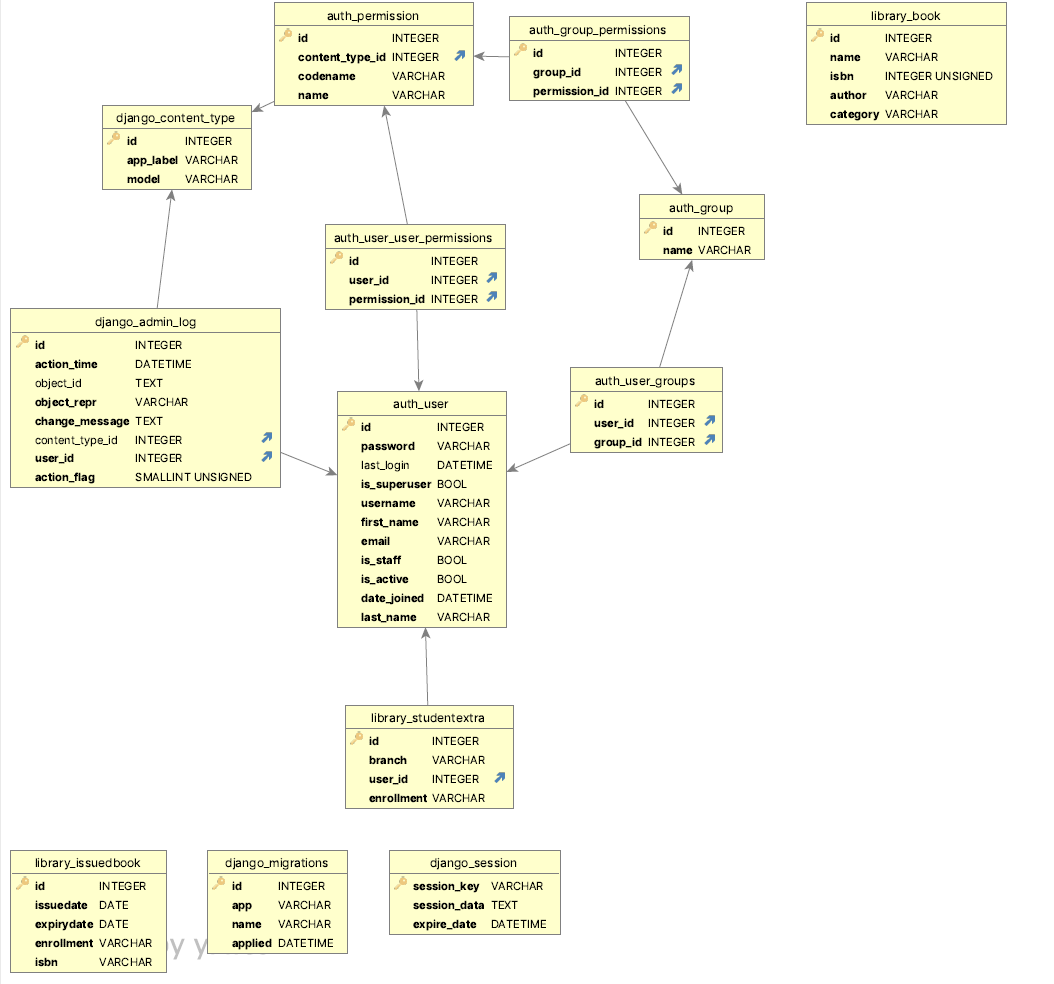 auth_permission
id INTEGER
content_type_id INTEGER
codename VARCHAR
name VARCHAR
auth_group_permissions
id INTEGER
group_id INTEGER
permission_id INTEGER
library_book
id INTEGER
name VARCHAR
isbn INTEGER UNSIGNED
author VARCHAR
category VARCHAR
django_content_type
id INTEGER
app_label VARCHAR
model VARCHAR
auth_group
id INTEGER
name VARCHAR
auth_user_user_permissions
id INTEGER
user_id INTEGER
permission_id INTEGER
django_admin_log
id INTEGER
action_time DATETIME
object_id TEXT
object_repr VARCHAR
change_message TEXT
content_type_id INTEGER
user_id INTEGER
action_flag SMALLINT UNSIGNED
auth_user_groups
id INTEGER
user_id INTEGER
group_id INTEGER
auth_user
id INTEGER
password VARCHAR
last_login DATETIME
is_superuser BOOL
username VARCHAR
first_name VARCHAR
email VARCHAR
is_staff BOOL
is_active BOOL
date_joined DATETIME
last_name VARCHAR
library_studentextra
id INTEGER
branch VARCHAR
user_id INTEGER
enrollment VARCHAR
library_issuedbook
id INTEGER
issuedate DATE
expirydate DATE
enrollment VARCHAR
isbn VARCHAR
django_migrations
id INTEGER
app VARCHAR
name VARCHAR
applied DATETIME
django_session
session_key VARCHAR
session_data TEXT
expire_date DATETIME